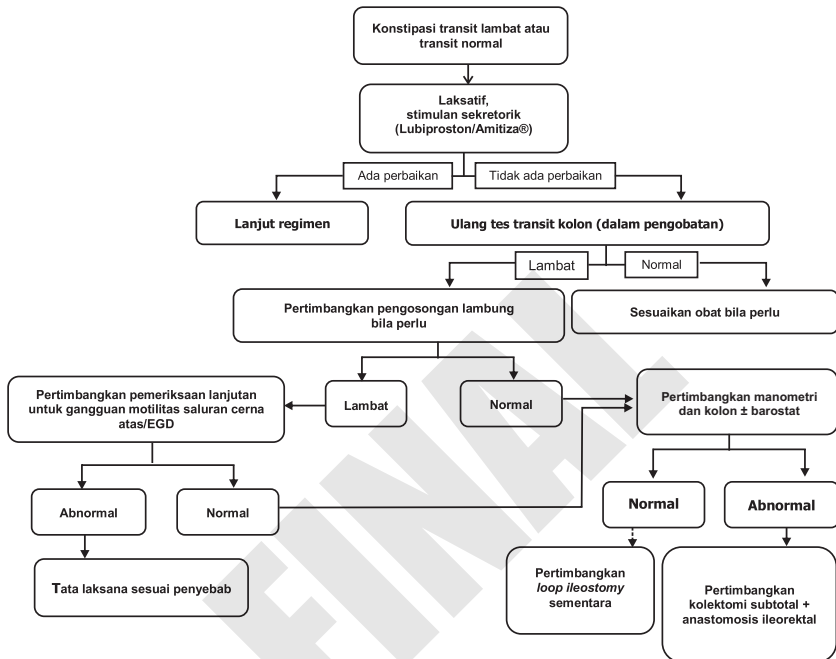 Konstipasi transit lambat atau
transit normal
Laksatif,
stimulan sekretorik
(Lubiproston/Amitiza®)
Ada perbaikan
Tidak ada perbaikan
Lanjut regimen
Ulang tes transit kolon (dalam pengobatan)
Lambat
Normal
Pertimbangkan pengosongan lambung
bila perlu
Sesuaikan obat bila perlu
Pertimbangkan pemeriksaan lanjutan
untuk gangguan motilitas saluran cerna
atas/EGD
Lambat
Normal
Pertimbangkan manometri
dan kolon ± barostat
Abnormal
Normal
Normal
Abnormal
Tata laksana sesuai penyebab
Pertimbangkan
loop ileostomy
sementara
Pertimbangkan
kolektomi subtotal +
anastomosis ileorektal
FINAL